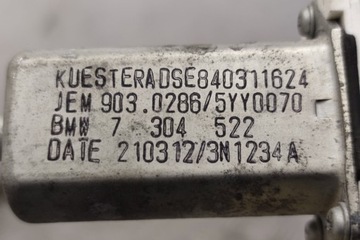 KUESTERADSE840311624
JEM 903.0286/5YY0070
BMW 7 304 522
DATE 210312/3N1234A